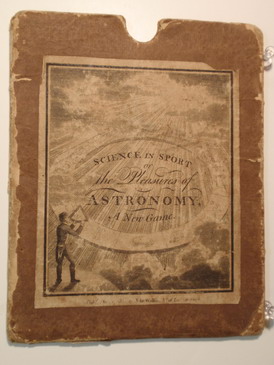 SCIENCE IN SPORT
or
the Pleasures of
ASTRONOMY,
A New Game.